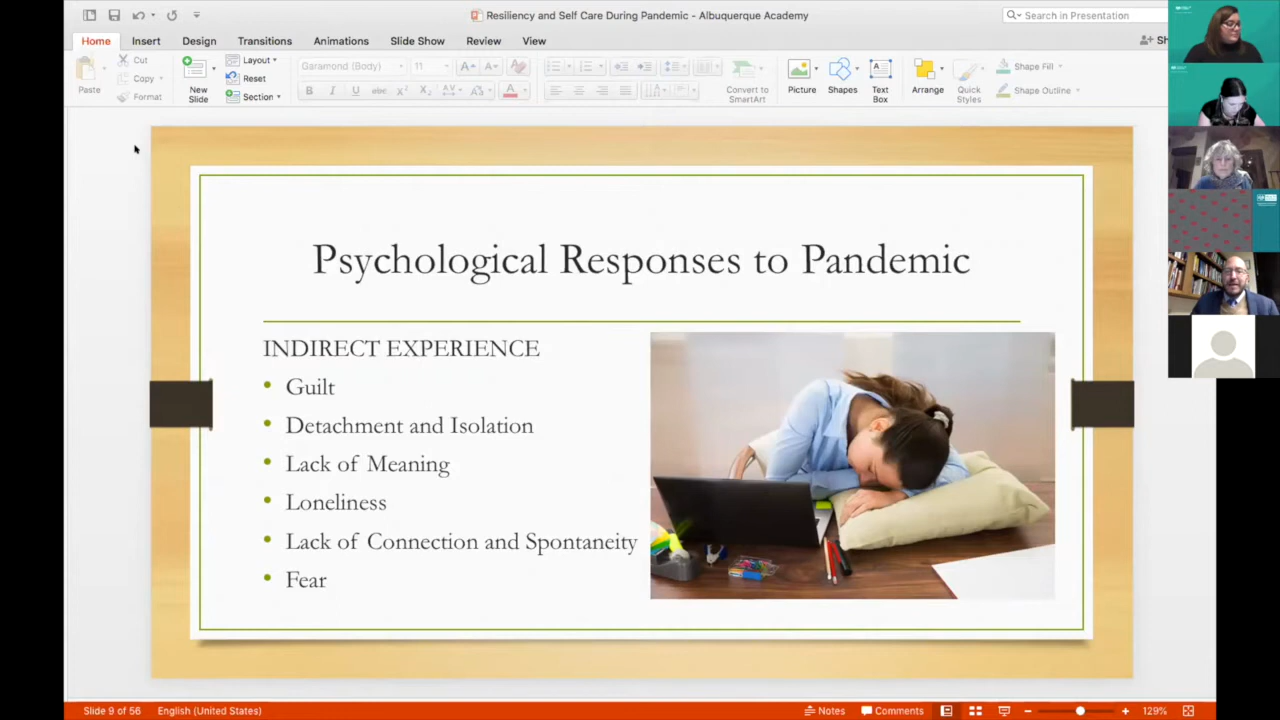 Resiliency and Self Care During Pandemic - Albuquerque Academy
Search in Presentation
Home Insert Design Transitions Animations Slide Show Review View
Sh
Paste
Cut
Copy
Format
New Slide
Layout
Reset
Section
Garamond (Body) 11
Convert to SmartArt
Picture
Shapes
Text Box
Arrange
Quick Styles
Shape Fill
Shape Outline
Psychological Responses to Pandemic
INDIRECT EXPERIENCE
• Guilt
• Detachment and Isolation
• Lack of Meaning
• Loneliness
• Lack of Connection and Spontaneity
• Fear
Slide 9 of 56 English (United States) Notes Comments 129%